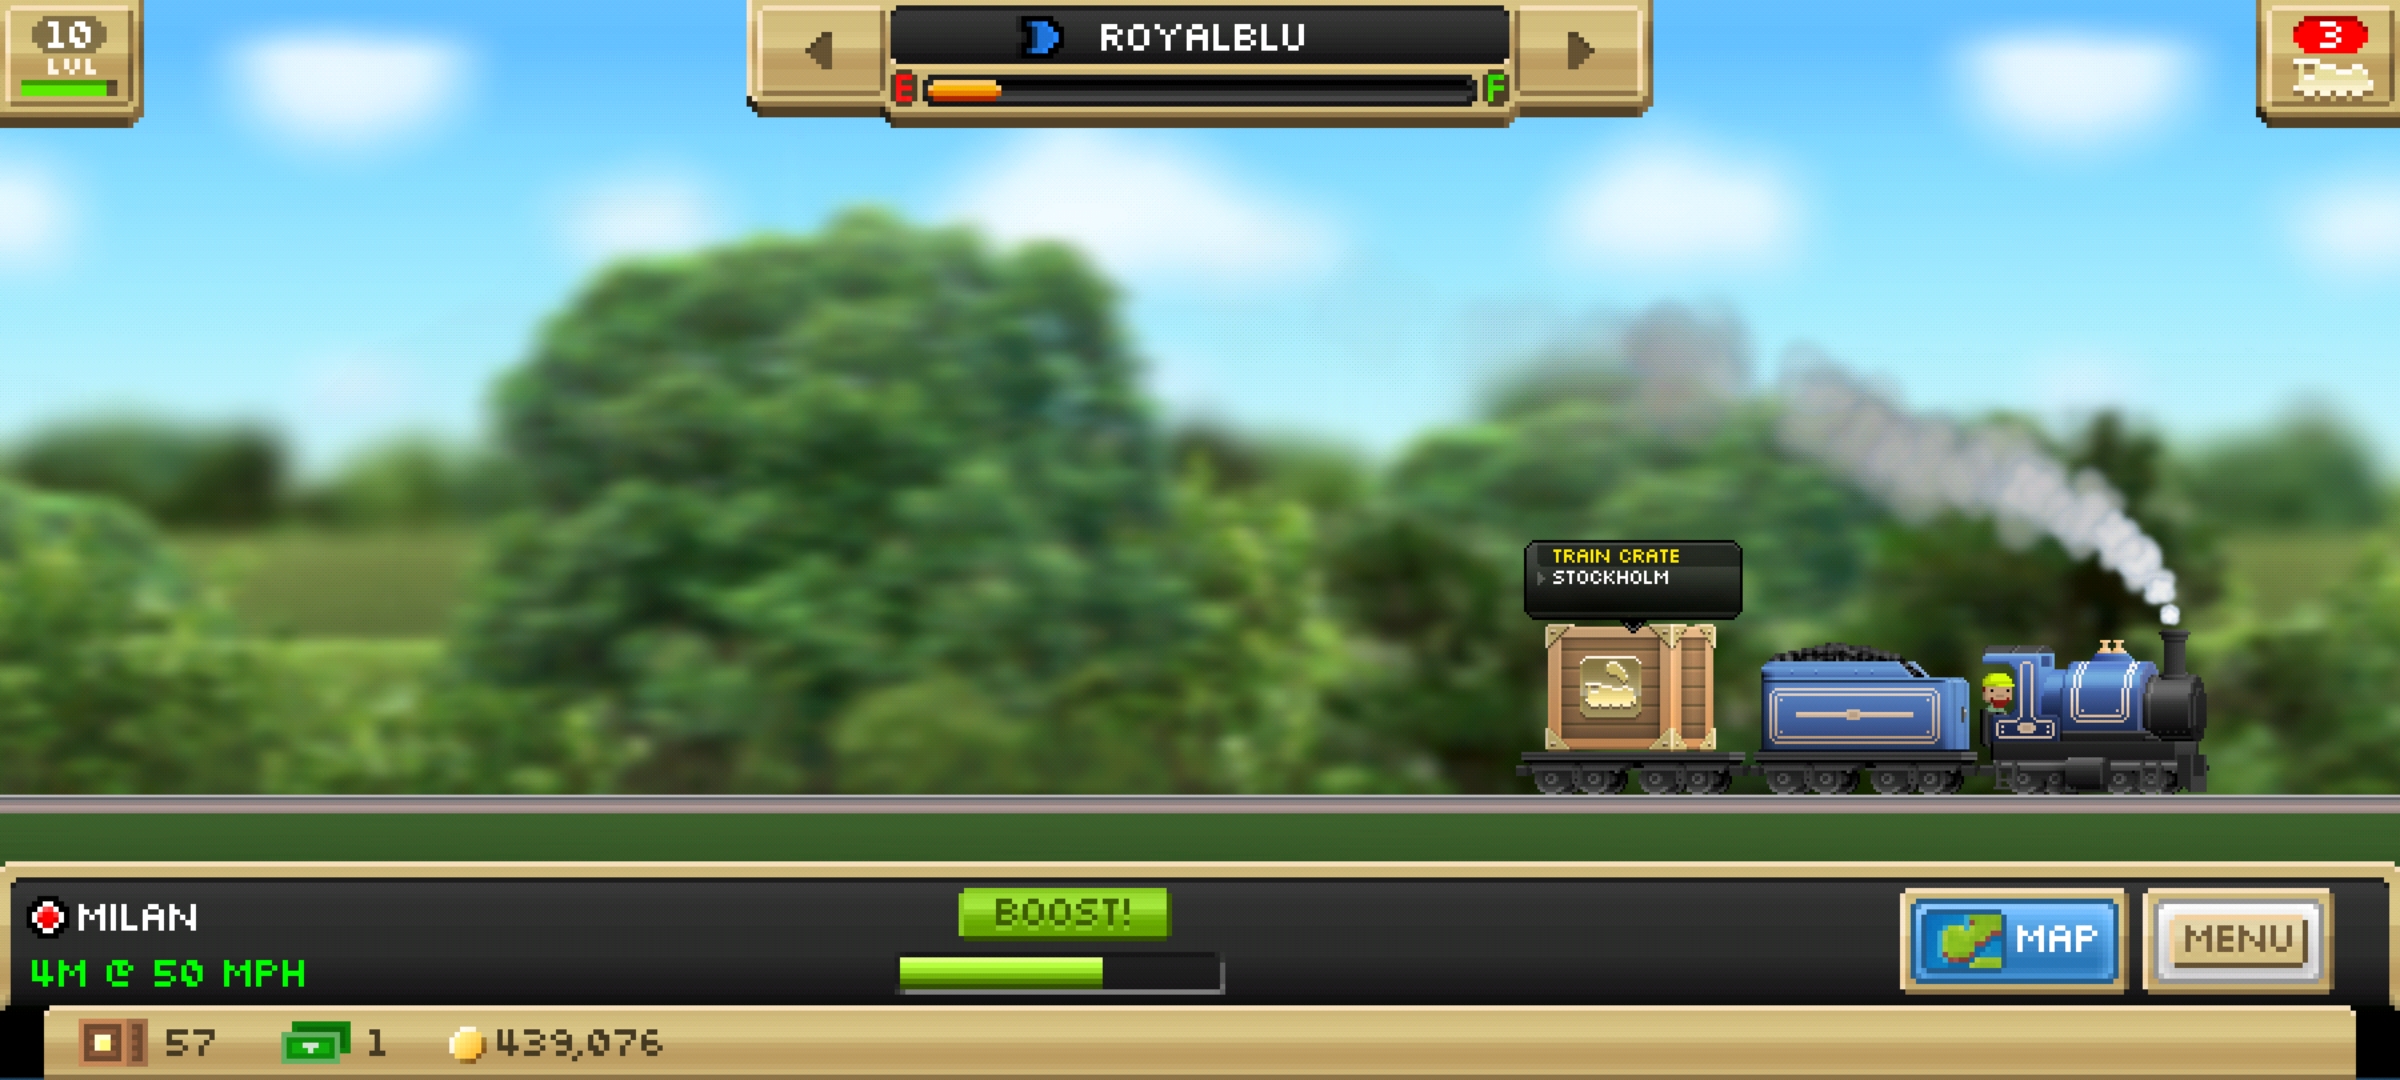 10
LVL
ROYALBLU
E F
3
TRAIN CRATE
STOCKHOLM
MILAN
4M @ 50 MPH
BOOST!
MAP
MENU
57 1 439,076